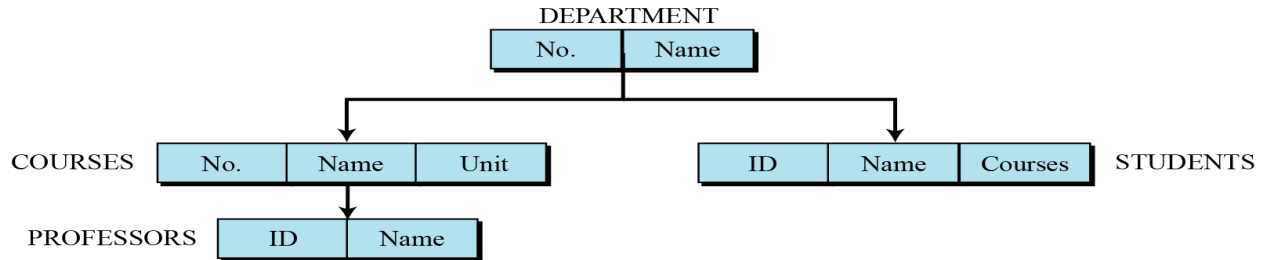 DEPARTMENT
No. Name
COURSES No. Name Unit
ID Name Courses STUDENTS
PROFESSORS ID Name